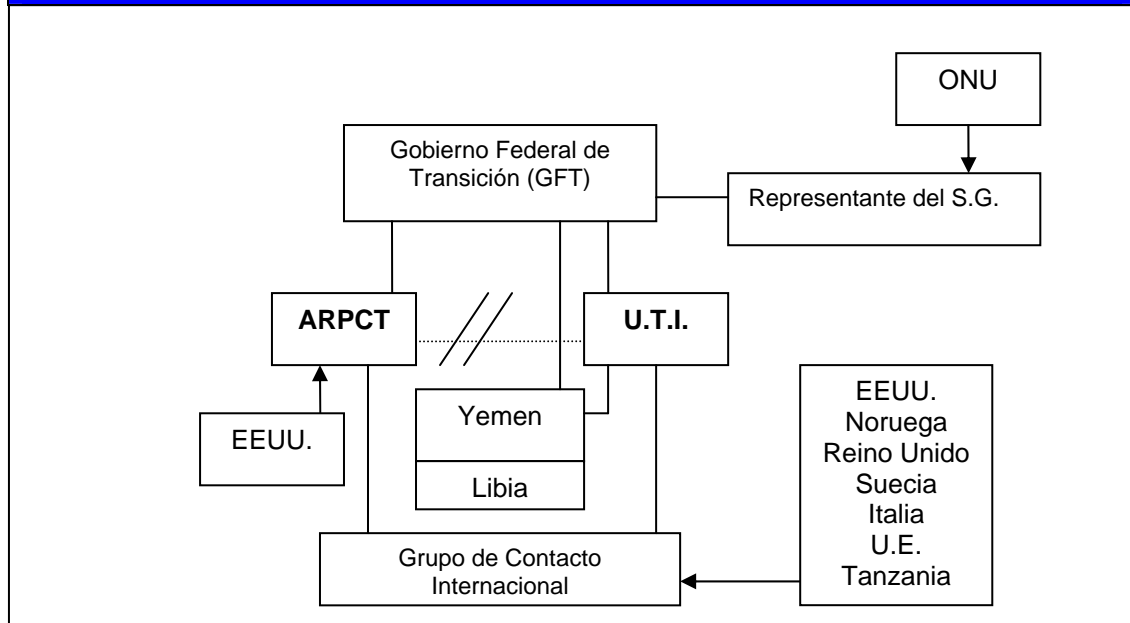 ONU
Gobierno Federal de
Transición (GFT)
Representante del S.G.
ARPCT
U.T.I.
EEUU.
Yemen
Libia
EEUU.
Noruega
Reino Unido
Suecia
Italia
U.E.
Tanzania
Grupo de Contacto
Internacional